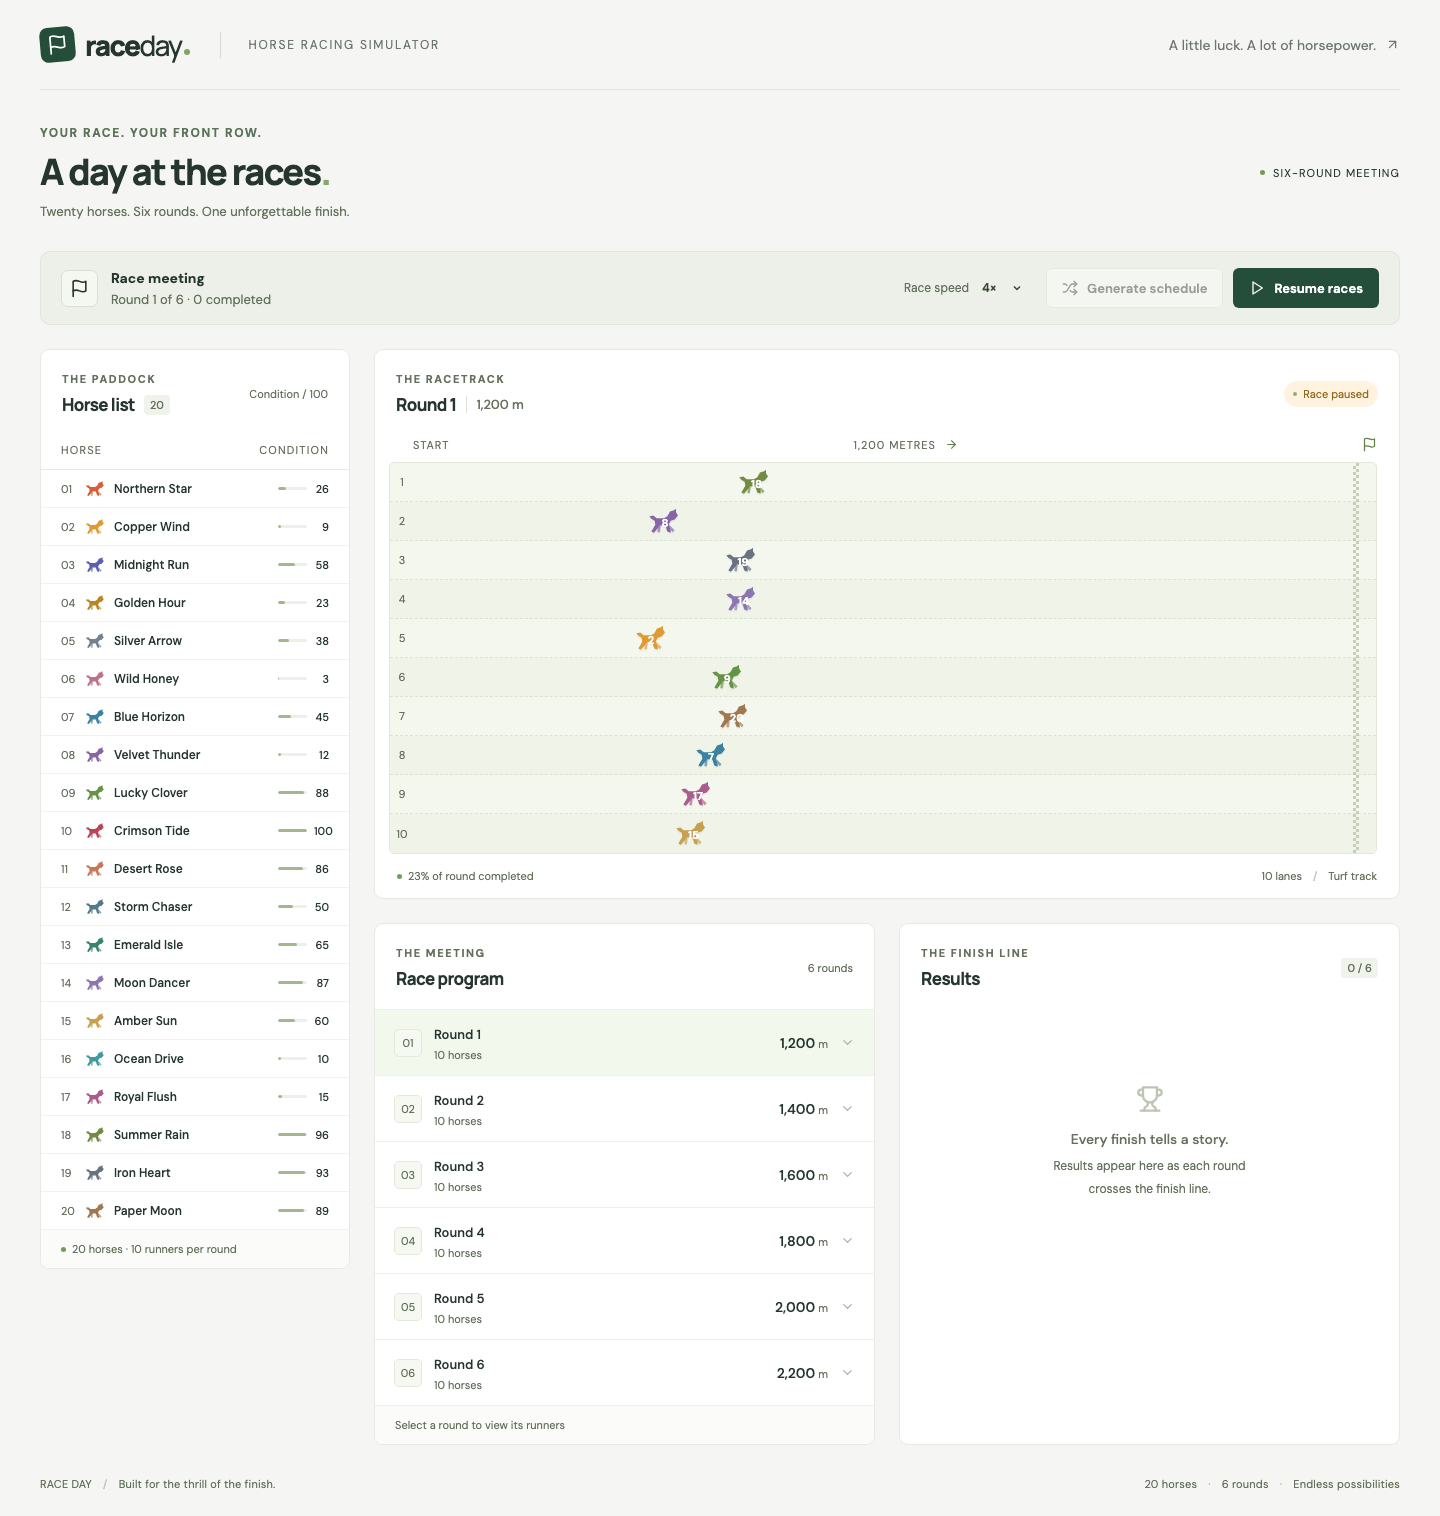 raceday.
HORSE RACING SIMULATOR
A little luck. A lot of horsepower.
YOUR RACE. YOUR FRONT ROW.
A day at the races.
Twenty horses. Six rounds. One unforgettable finish.
SIX-ROUND MEETING
Race meeting
Round 1 of 6 · 0 completed
Race speed 4×
Generate schedule
Resume races
THE PADDOCK
Horse list 20
Condition / 100
HORSE CONDITION
01 Northern Star 26
02 Copper Wind 9
03 Midnight Run 58
04 Golden Hour 23
05 Silver Arrow 38
06 Wild Honey 3
07 Blue Horizon 45
08 Velvet Thunder 12
09 Lucky Clover 88
10 Crimson Tide 100
11 Desert Rose 86
12 Storm Chaser 50
13 Emerald Isle 65
14 Moon Dancer 87
15 Amber Sun 60
16 Ocean Drive 10
17 Royal Flush 15
18 Summer Rain 96
19 Iron Heart 93
20 Paper Moon 89
20 horses · 10 runners per round
THE RACETRACK
Round 1 1,200 m
Race paused
START 1,200 METRES
1 18
2 8
3 19
4 14
5 2
6 9
7 20
8 7
9 17
10 15
23% of round completed
10 lanes / Turf track
THE MEETING
Race program
6 rounds
01 Round 1 1,200 m
10 horses
02 Round 2 1,400 m
10 horses
03 Round 3 1,600 m
10 horses
04 Round 4 1,800 m
10 horses
05 Round 5 2,000 m
10 horses
06 Round 6 2,200 m
10 horses
Select a round to view its runners
THE FINISH LINE
Results
0 / 6
Every finish tells a story.
Results appear here as each round
crosses the finish line.
RACE DAY / Built for the thrill of the finish.
20 horses · 6 rounds · Endless possibilities